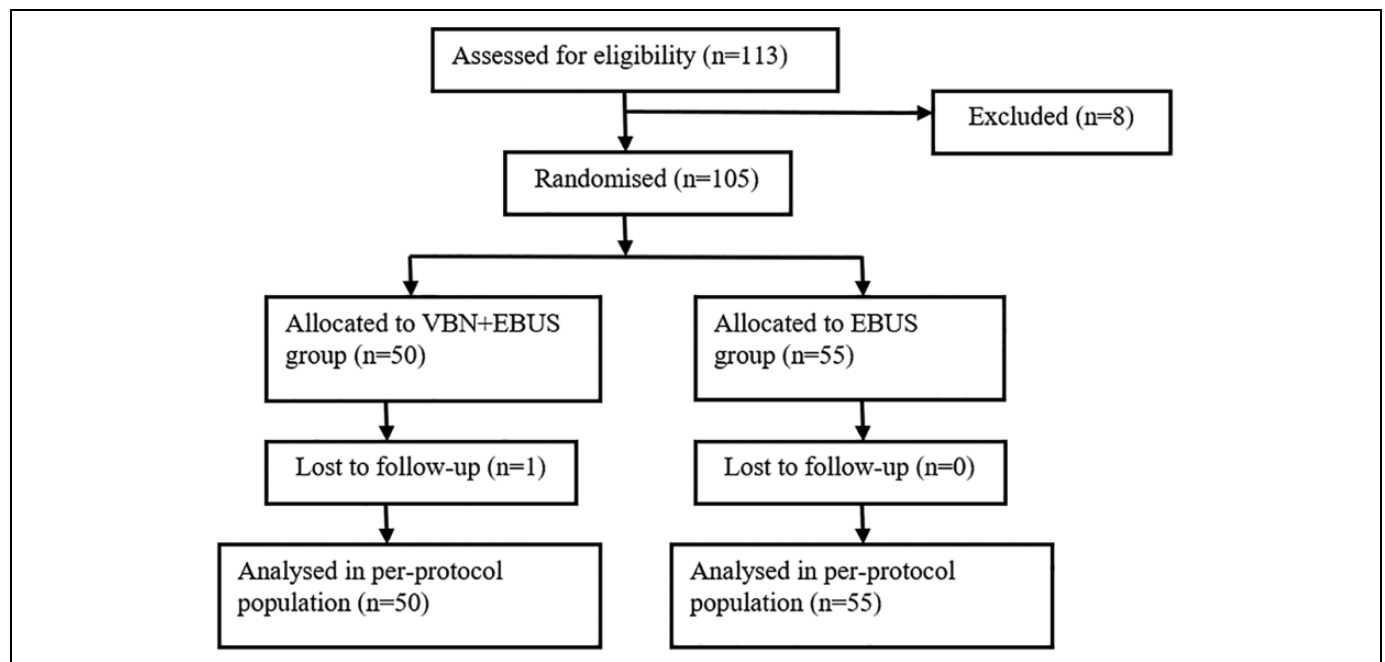 Assessed for eligibility (n=113)
Excluded (n=8)
Randomised (n=105)
Allocated to VBN+EBUS
group (n=50)
Allocated to EBUS
group (n=55)
Lost to follow-up (n=1)
Lost to follow-up (n=0)
Analysed in per-protocol
population (n=50)
Analysed in per-protocol
population (n=55)